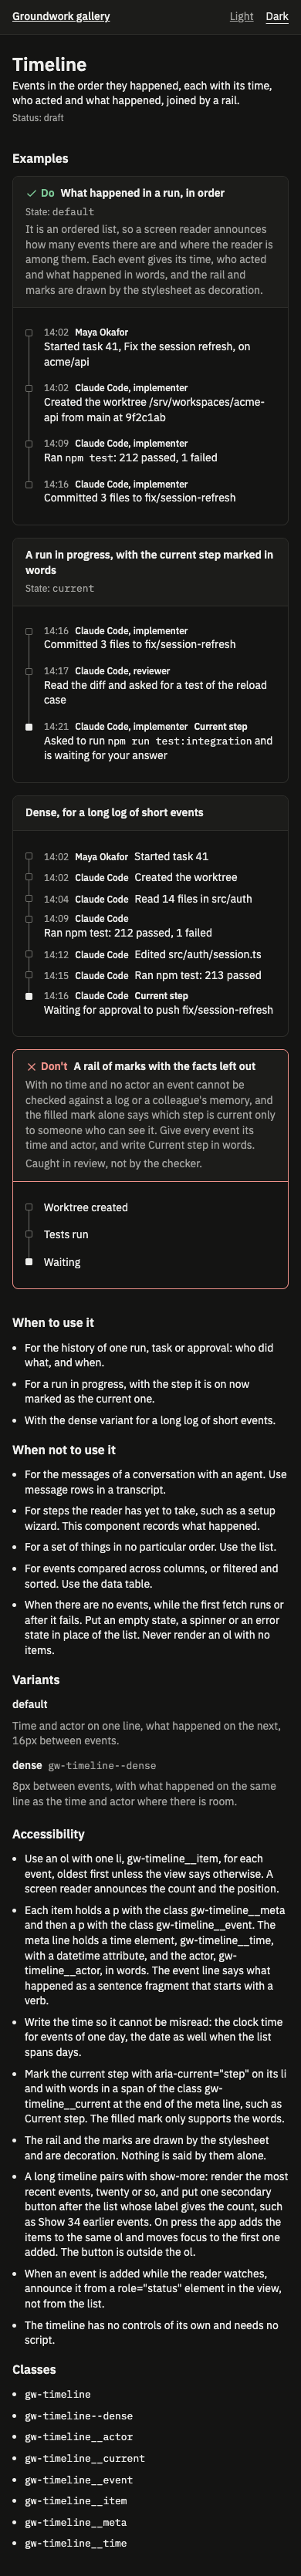 Groundwork gallery Light Dark
Timeline
Events in the order they happened, each with its time,
who acted and what happened, joined by a rail.
Status: draft
Examples
Do What happened in a run, in order
State: default
It is an ordered list, so a screen reader announces
how many events there are and where the reader is
among them. Each event gives its time, who acted
and what happened in words, and the rail and
marks are drawn by the stylesheet as decoration.
14:02 Maya Okafor
Started task 41, Fix the session refresh, on
acme/api
14:02 Claude Code, implementer
Created the worktree /srv/workspaces/acme-
api from main at 9f2c1ab
14:09 Claude Code, implementer
Ran npm test: 212 passed, 1 failed
14:16 Claude Code, implementer
Committed 3 files to fix/session-refresh
A run in progress, with the current step marked in
words
State: current
14:16 Claude Code, implementer
Committed 3 files to fix/session-refresh
14:17 Claude Code, reviewer
Read the diff and asked for a test of the reload
case
14:21 Claude Code, implementer Current step
Asked to run npm run test:integration and
is waiting for your answer
Dense, for a long log of short events
14:02 Maya Okafor Started task 41
14:02 Claude Code Created the worktree
14:04 Claude Code Read 14 files in src/auth
14:09 Claude Code
Ran npm test: 212 passed, 1 failed
14:12 Claude Code Edited src/auth/session.ts
14:15 Claude Code Ran npm test: 213 passed
14:16 Claude Code Current step
Waiting for approval to push fix/session-refresh
Don't A rail of marks with the facts left out
With no time and no actor an event cannot be
checked against a log or a colleague's memory, and
the filled mark alone says which step is current only
to someone who can see it. Give every event its
time and actor, and write Current step in words.
Caught in review, not by the checker.
Worktree created
Tests run
Waiting
When to use it
For the history of one run, task or approval: who did
what, and when.
For a run in progress, with the step it is on now
marked as the current one.
With the dense variant for a long log of short events.
When not to use it
For the messages of a conversation with an agent. Use
message rows in a transcript.
For steps the reader has yet to take, such as a setup
wizard. This component records what happened.
For a set of things in no particular order. Use the list.
For events compared across columns, or filtered and
sorted. Use the data table.
When there are no events, while the first fetch runs or
after it fails. Put an empty state, a spinner or an error
state in place of the list. Never render an ol with no
items.
Variants
default
Time and actor on one line, what happened on the next,
16px between events.
dense gw-timeline--dense
8px between events, with what happened on the same
line as the time and actor where there is room.
Accessibility
Use an ol with one li, gw-timeline__item, for each
event, oldest first unless the view says otherwise. A
screen reader announces the count and the position.
Each item holds a p with the class gw-timeline__meta
and then a p with the class gw-timeline__event. The
meta line holds a time element, gw-timeline__time,
with a datetime attribute, and the actor, gw-
timeline__actor, in words. The event line says what
happened as a sentence fragment that starts with a
verb.
Write the time so it cannot be misread: the clock time
for events of one day, the date as well when the list
spans days.
Mark the current step with aria-current="step" on its li
and with words in a span of the class gw-
timeline__current at the end of the meta line, such as
Current step. The filled mark only supports the words.
The rail and the marks are drawn by the stylesheet
and are decoration. Nothing is said by them alone.
A long timeline pairs with show-more: render the most
recent events, twenty or so, and put one secondary
button after the list whose label gives the count, such
as Show 34 earlier events. On press the app adds the
items to the same ol and moves focus to the first one
added. The button is outside the ol.
When an event is added while the reader watches,
announce it from a role="status" element in the view,
not from the list.
The timeline has no controls of its own and needs no
script.
Classes
gw-timeline
gw-timeline--dense
gw-timeline__actor
gw-timeline__current
gw-timeline__event
gw-timeline__item
gw-timeline__meta
gw-timeline__time